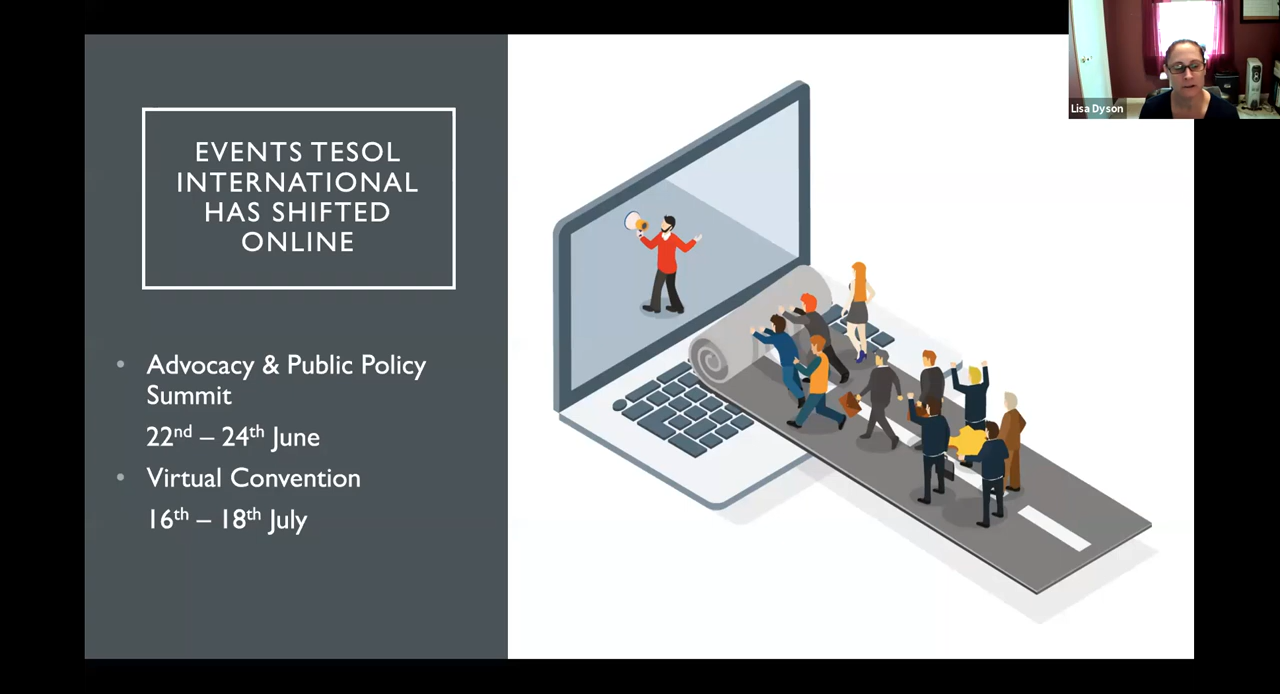 Lisa Dyson
EVENTS TESOL
INTERNATIONAL
HAS SHIFTED
ONLINE
• Advocacy & Public Policy
Summit
22nd – 24th June
• Virtual Convention
16th – 18th July